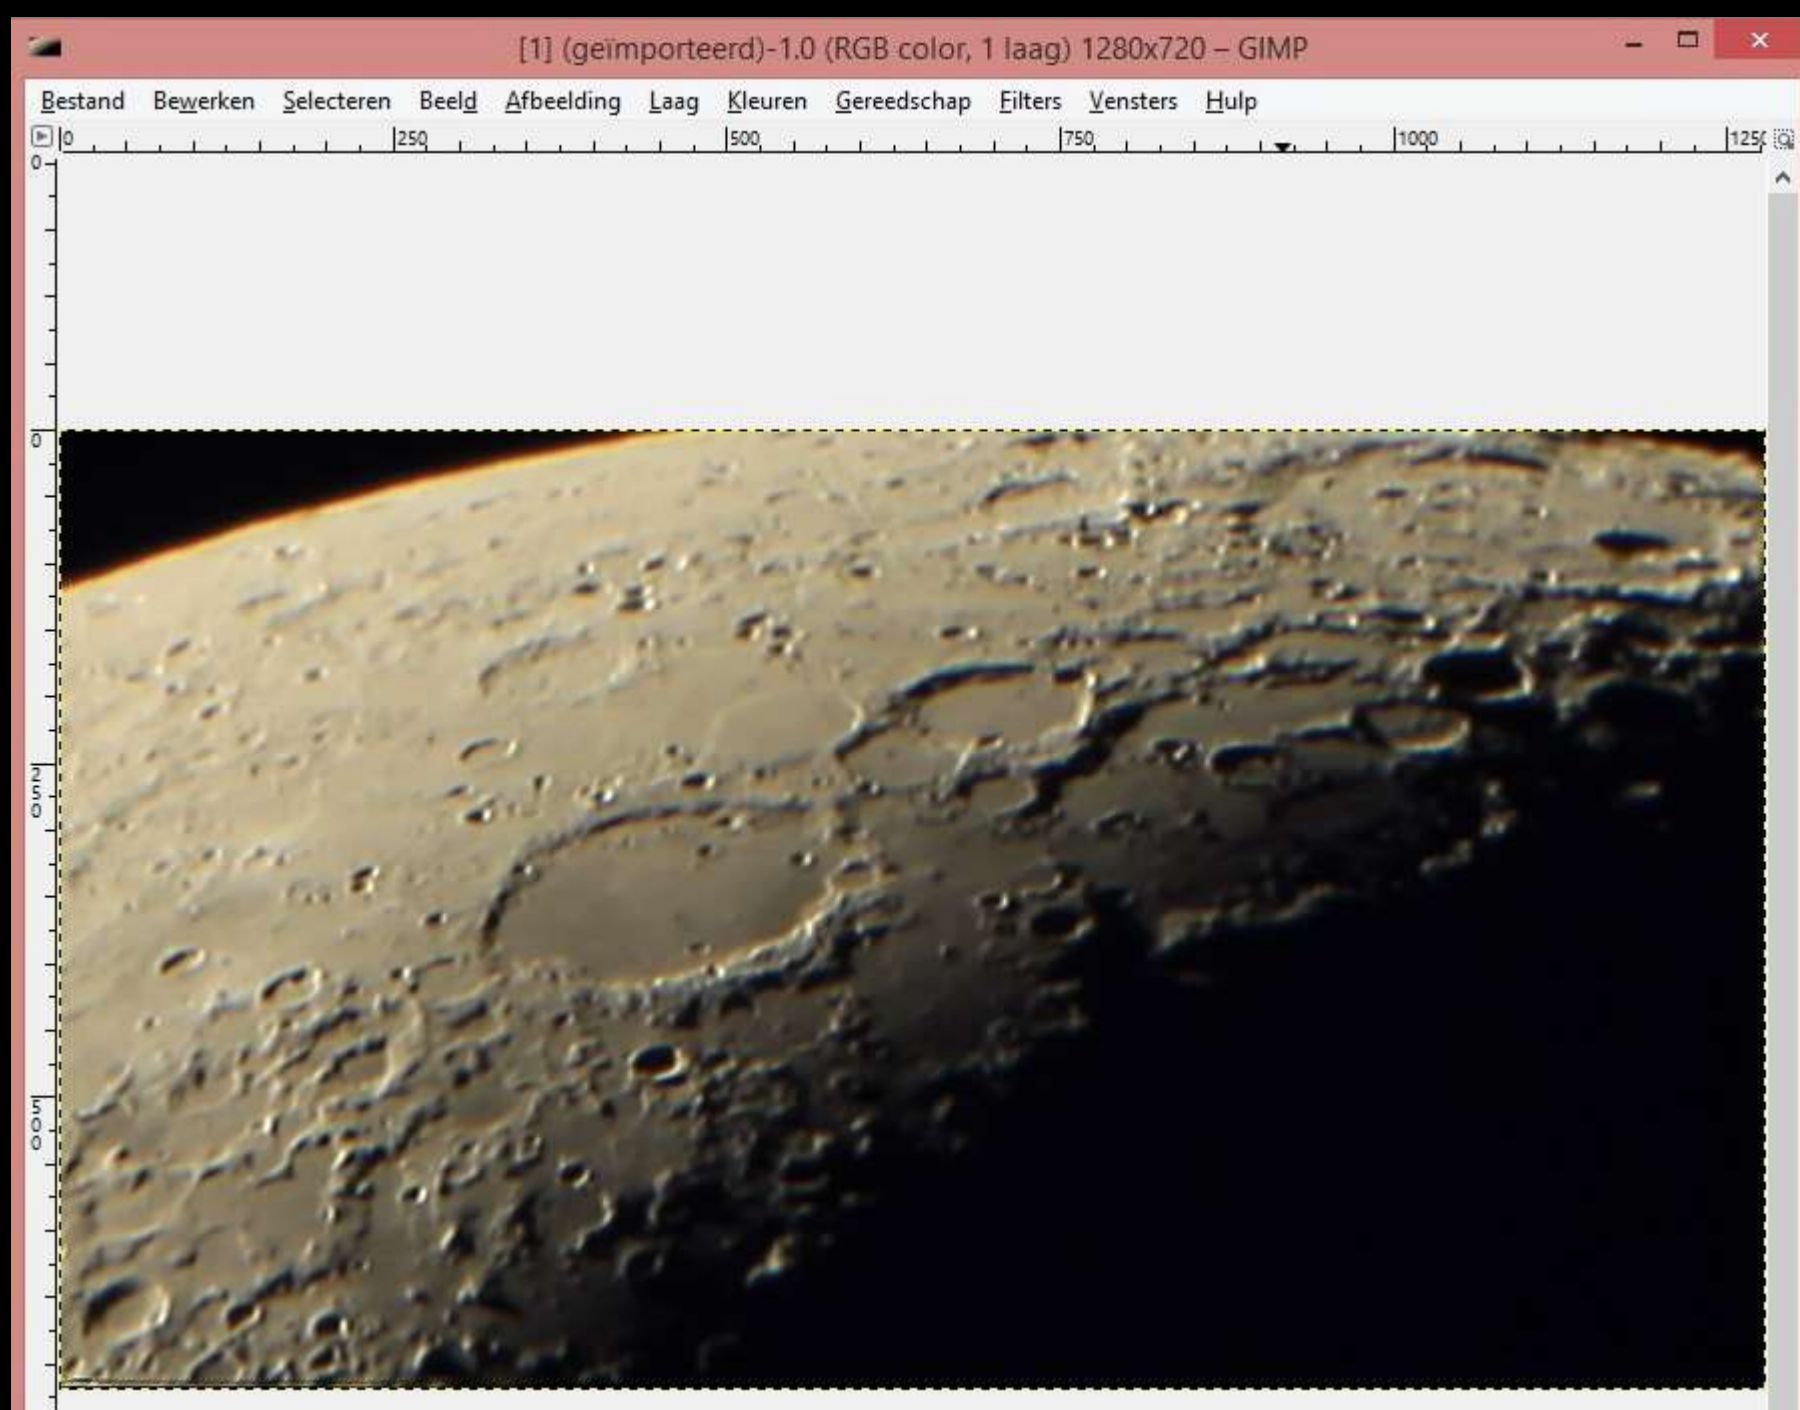 [1] (geïmporteerd)-1.0 (RGB color, 1 laag) 1280x720 – GIMP
Bestand Bewerken Selecteren Beeld Afbeelding Laag Kleuren Gereedschap Filters Vensters Hulp
0 250 500 750 1000 125
0
0
250
500